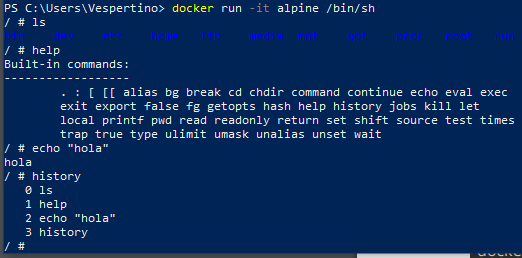 PS C:\Users\Vespertino> docker run -it alpine /bin/sh
/ # ls
bin dev etc home lib media mnt opt proc root run
/ # help
Built-in commands:
------------------
. : [ [[ alias bg break cd chdir command continue echo eval exec
exit export false fg getopts hash help history jobs kill let
local printf pwd read readonly return set shift source test times
trap true type ulimit umask unalias unset wait
/ # echo "hola"
hola
/ # history
0 ls
1 help
2 echo "hola"
3 history
/ #
docke